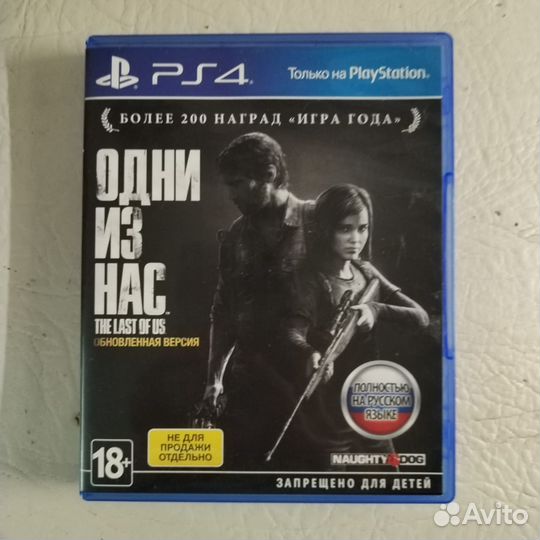 PS4
Только на PlayStation
БОЛЕЕ 200 НАГРАД «ИГРА ГОДА»
ОДНИ
ИЗ
НАС
THE LAST OF US
ОБНОВЛЕННАЯ ВЕРСИЯ
ПОЛНОСТЬЮ
НА РУССКОМ
ЯЗЫКЕ
НЕ ДЛЯ
ПРОДАЖИ
ОТДЕЛЬНО
18+
NAUGHTY DOG
ЗАПРЕЩЕНО ДЛЯ ДЕТЕЙ
Avito